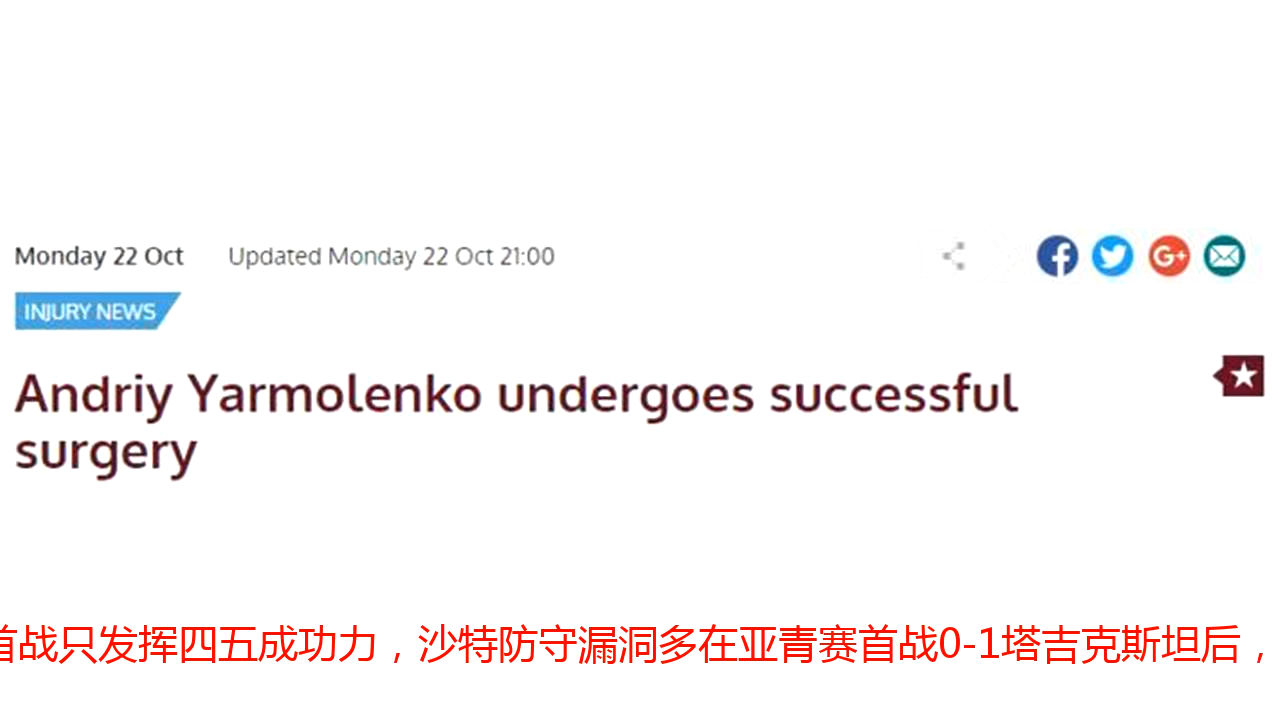 Monday 22 Oct Updated Monday 22 Oct 21:00
INJURY NEWS
Andriy Yarmolenko undergoes successful
surgery
首战只发挥四五成功力，沙特防守漏洞多在亚青赛首战0-1塔吉克斯坦后，